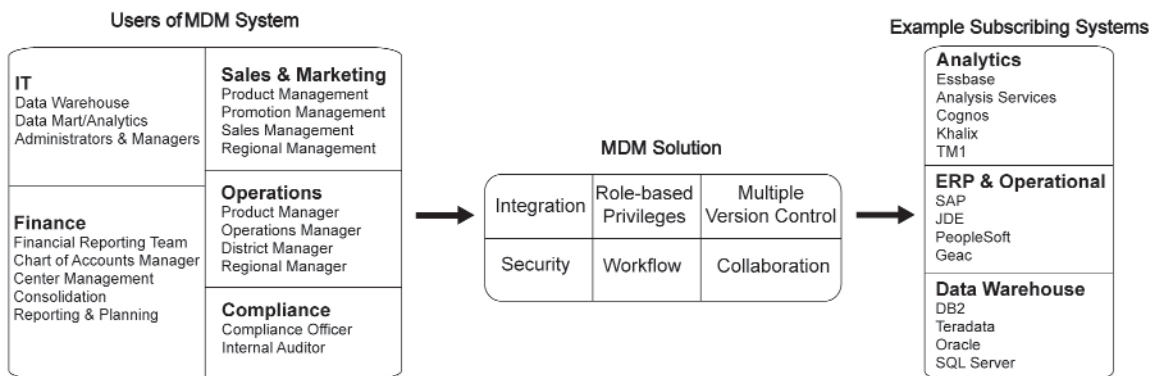 Users of MDM System
IT
Data Warehouse
Data Mart/Analytics
Administrators & Managers
Finance
Financial Reporting Team
Chart of Accounts Manager
Center Management
Consolidation
Reporting & Planning
Sales & Marketing
Product Management
Promotion Management
Sales Management
Regional Management
Operations
Product Manager
Operations Manager
District Manager
Regional Manager
Compliance
Compliance Officer
Internal Auditor
MDM Solution
Integration
Role-based
Privileges
Multiple
Version Control
Security
Workflow
Collaboration
Example Subscribing Systems
Analytics
Essbase
Analysis Services
Cognos
Khalix
TM1
ERP & Operational
SAP
JDE
PeopleSoft
Geac
Data Warehouse
DB2
Teradata
Oracle
SQL Server